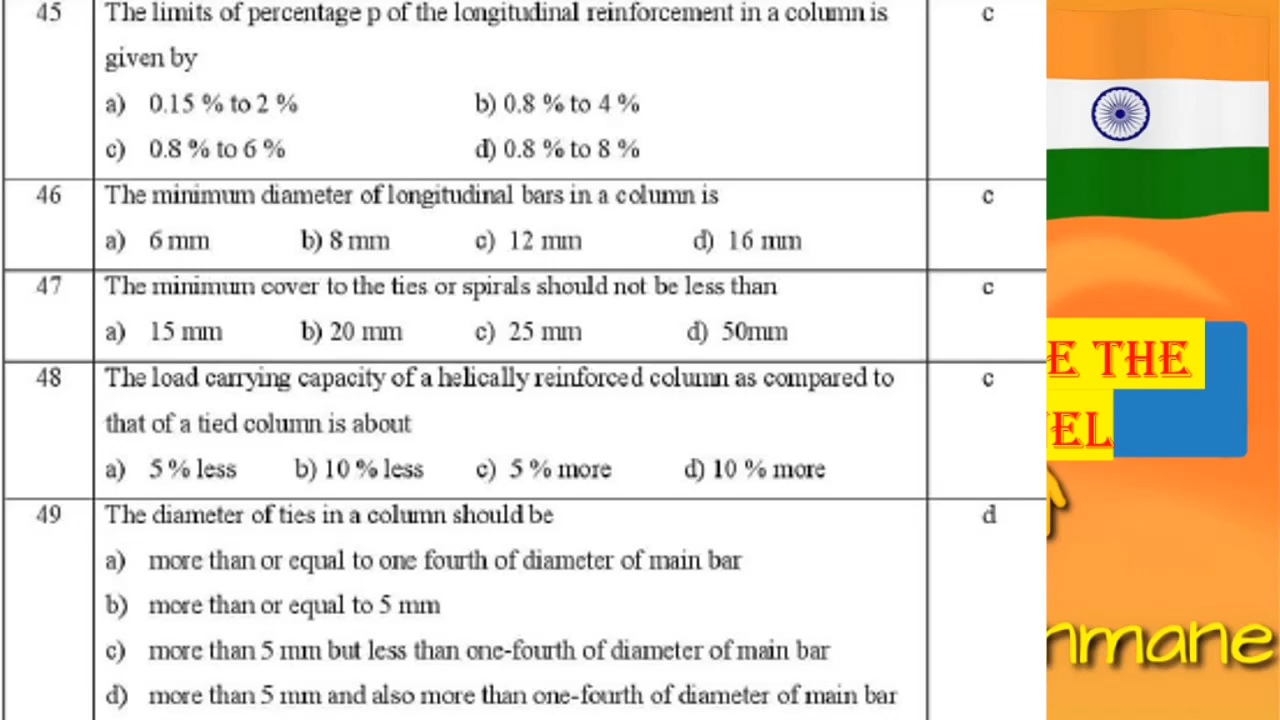 45 The limits of percentage p of the longitudinal reinforcement in a column is c
given by
a) 0.15 % to 2 % b) 0.8 % to 4 %
c) 0.8 % to 6 % d) 0.8 % to 8 %
46 The minimum diameter of longitudinal bars in a column is c
a) 6 mm b) 8 mm c) 12 mm d) 16 mm
47 The minimum cover to the ties or spirals should not be less than c
a) 15 mm b) 20 mm c) 25 mm d) 50mm
48 The load carrying capacity of a helically reinforced column as compared to c
that of a tied column is about
a) 5 % less b) 10 % less c) 5 % more d) 10 % more
49 The diameter of ties in a column should be d
a) more than or equal to one fourth of diameter of main bar
b) more than or equal to 5 mm
c) more than 5 mm but less than one-fourth of diameter of main bar
d) more than 5 mm and also more than one-fourth of diameter of main bar
E THE
EL
nmane